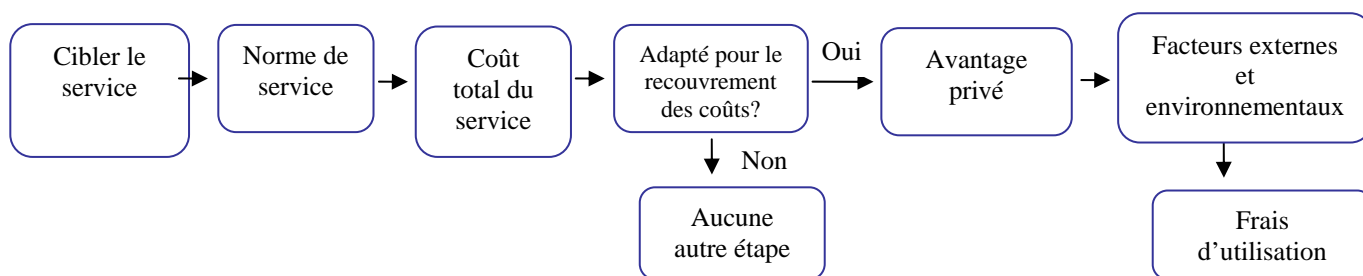 Cibler le
service
Norme de
service
Coût
total du
service
Adapté pour le
recouvrement
des coûts?
Oui
Non
Aucune
autre étape
Avantage
privé
Facteurs externes
et
environnementaux
Frais
d’utilisation